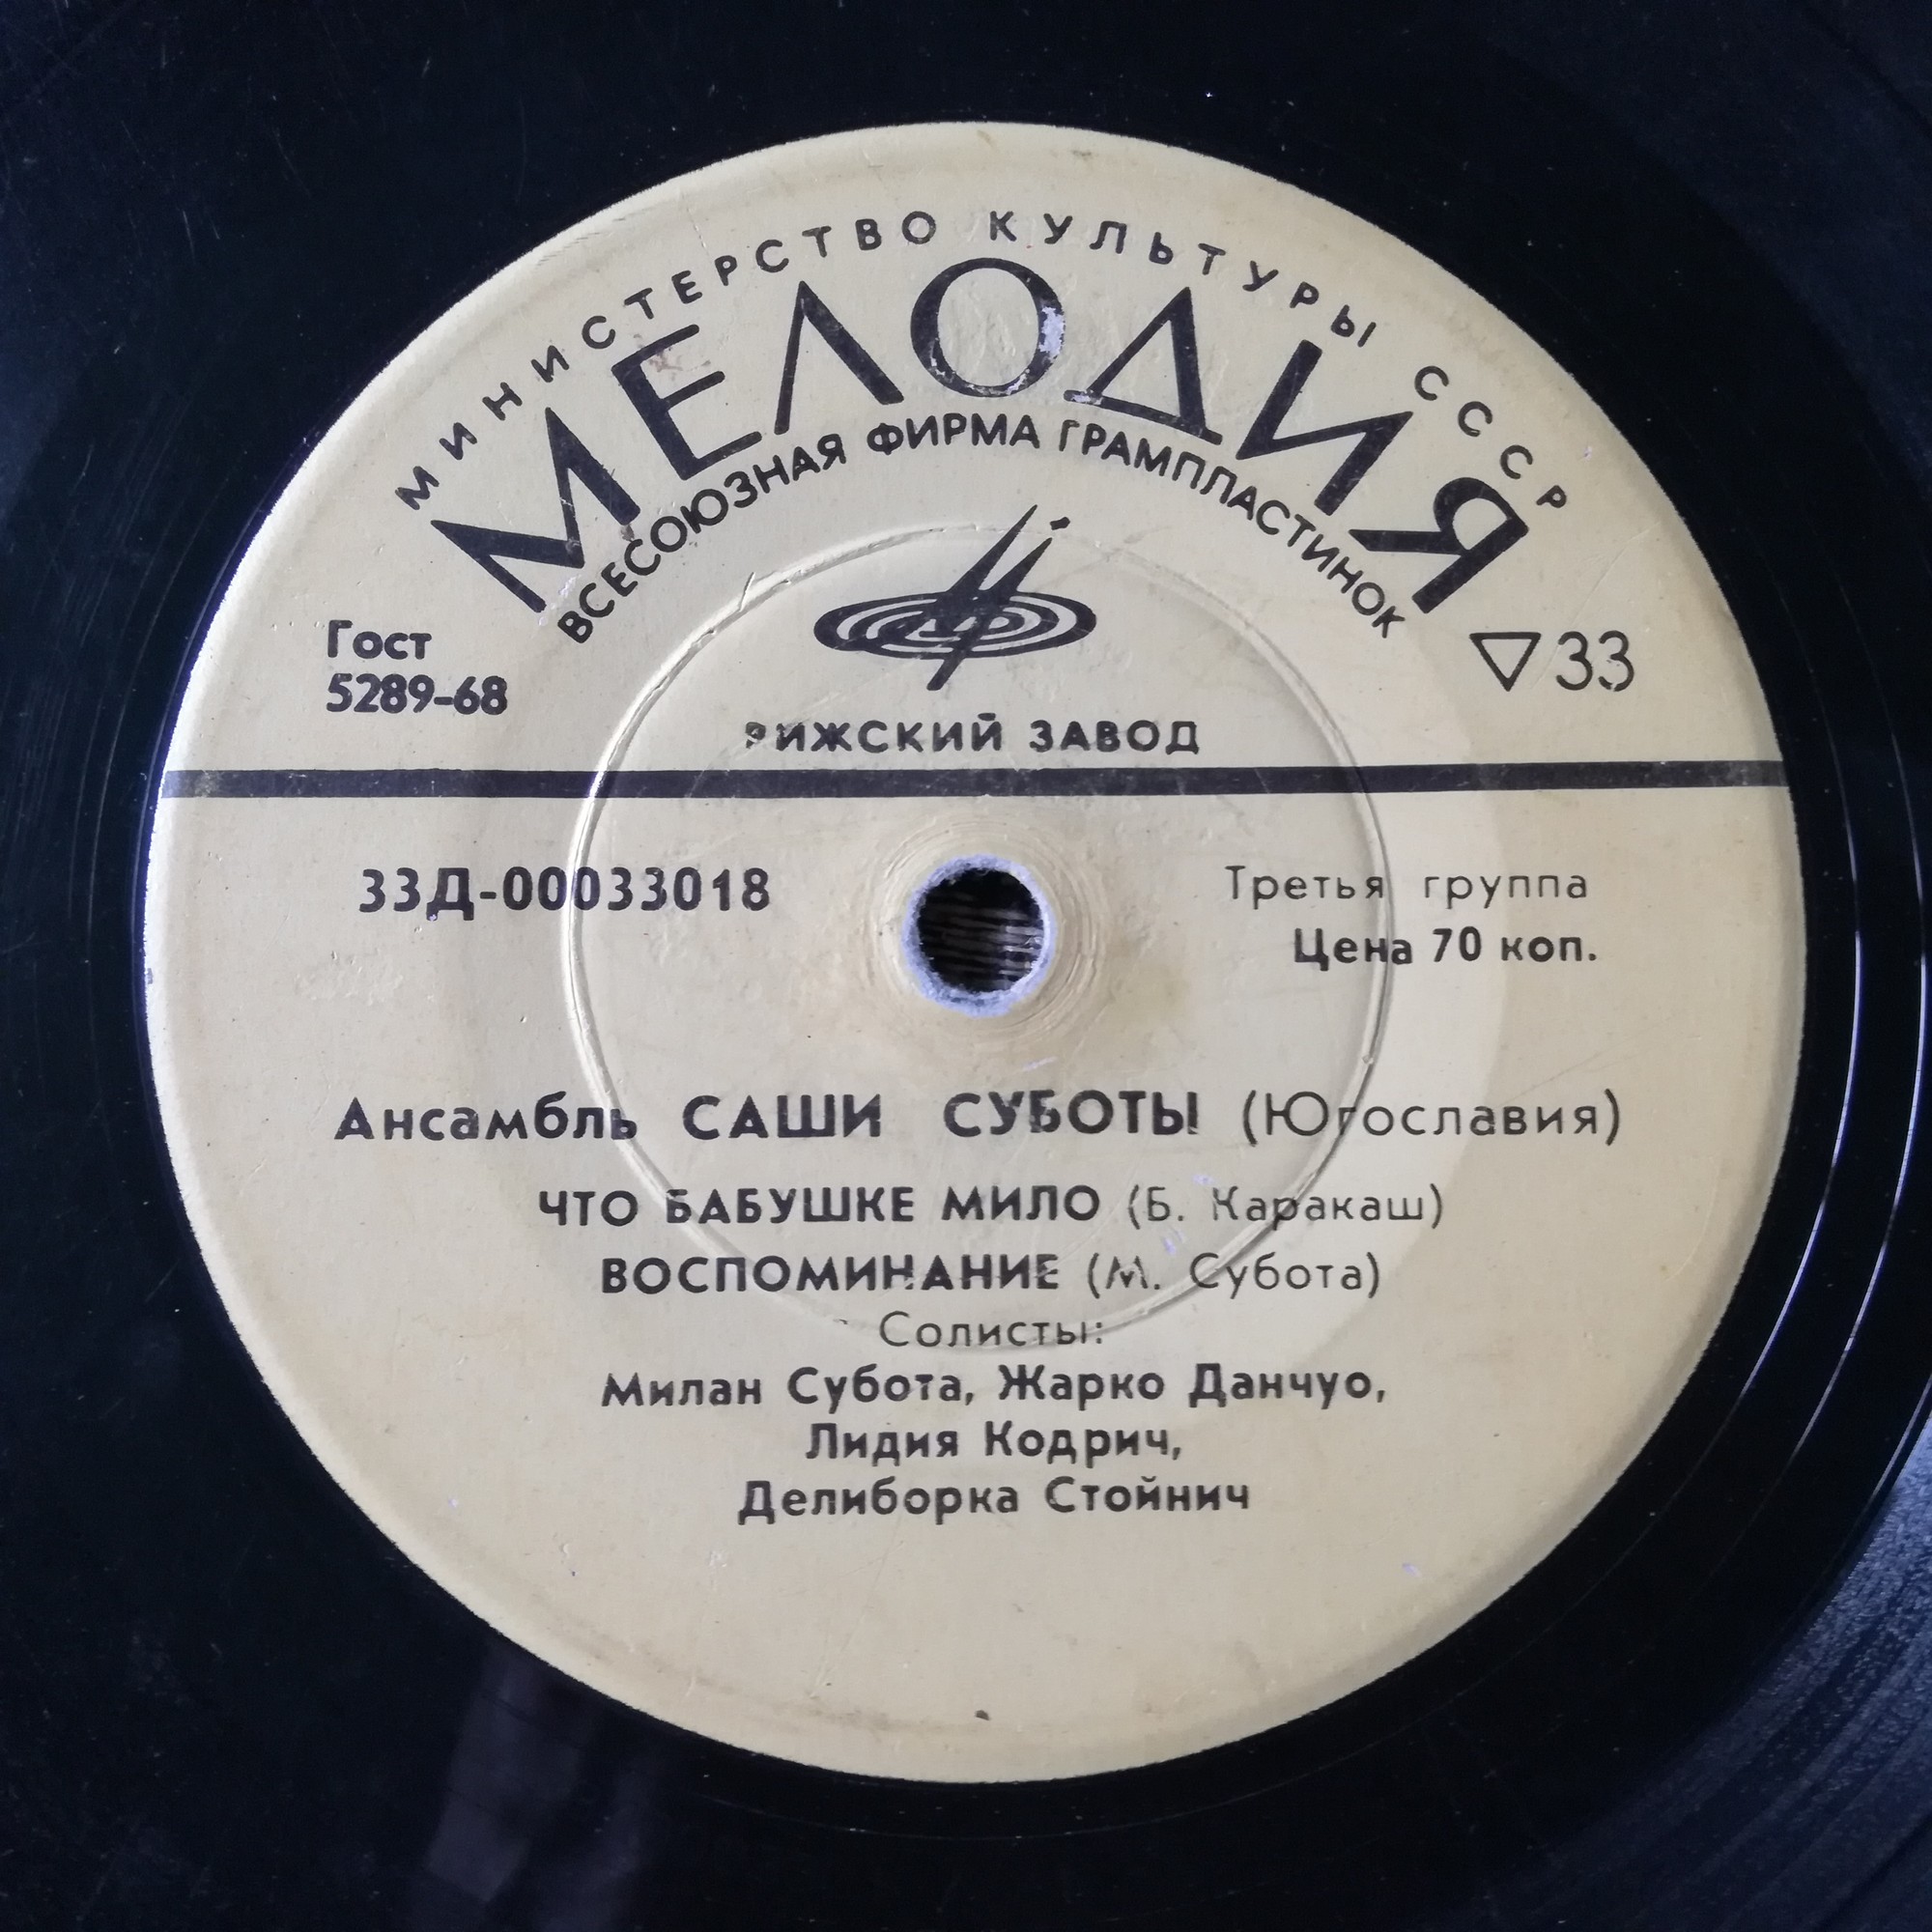 МИНИСТЕРСТВО КУЛЬТУРЫ СССР
МЕЛОДИЯ
ВСЕСОЮЗНАЯ ФИРМА ГРАМПЛАСТИНОК
Гост
5289-68
▽33
РИЖСКИЙ ЗАВОД
33Д-00033018
Третья группа
Цена 70 коп.
Ансамбль САШИ СУБОТЫ (Югославия)
ЧТО БАБУШКЕ МИЛО (Б. Каракаш)
ВОСПОМИНАНИЕ (М. Субота)
Солисты:
Милан Субота, Жарко Данчуо,
Лидия Кодрич,
Делиборка Стойнич